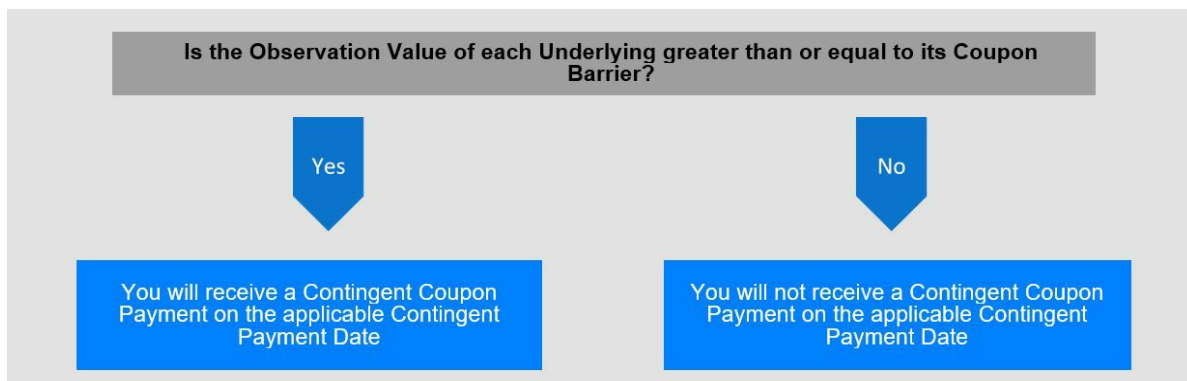 Is the Observation Value of each Underlying greater than or equal to its Coupon
Barrier?
Yes
No
You will receive a Contingent Coupon
Payment on the applicable Contingent
Payment Date
You will not receive a Contingent Coupon
Payment on the applicable Contingent
Payment Date